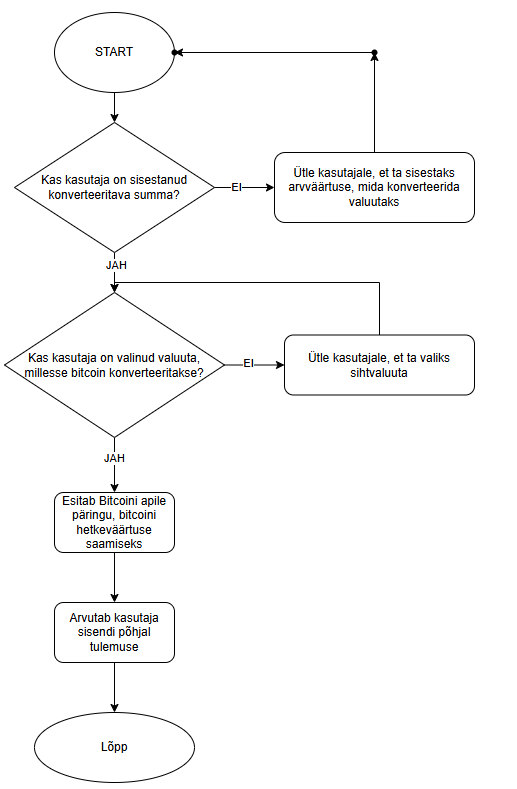 START
Kas kasutaja on sisestanud
konverteeritava summa?
EI
Ütle kasutajale, et ta sisestaks
arvväärtuse, mida konverteerida
valuutaks
JAH
Kas kasutaja on valinud valuuta,
millesse bitcoin konverteeritakse?
EI
Ütle kasutajale, et ta valiks
sihtvaluuta
JAH
Esitab Bitcoini apile
päringu, bitcoini
hetkeväärtuse
saamiseks
Arvutab kasutaja
sisendi põhjal
tulemuse
Lõpp